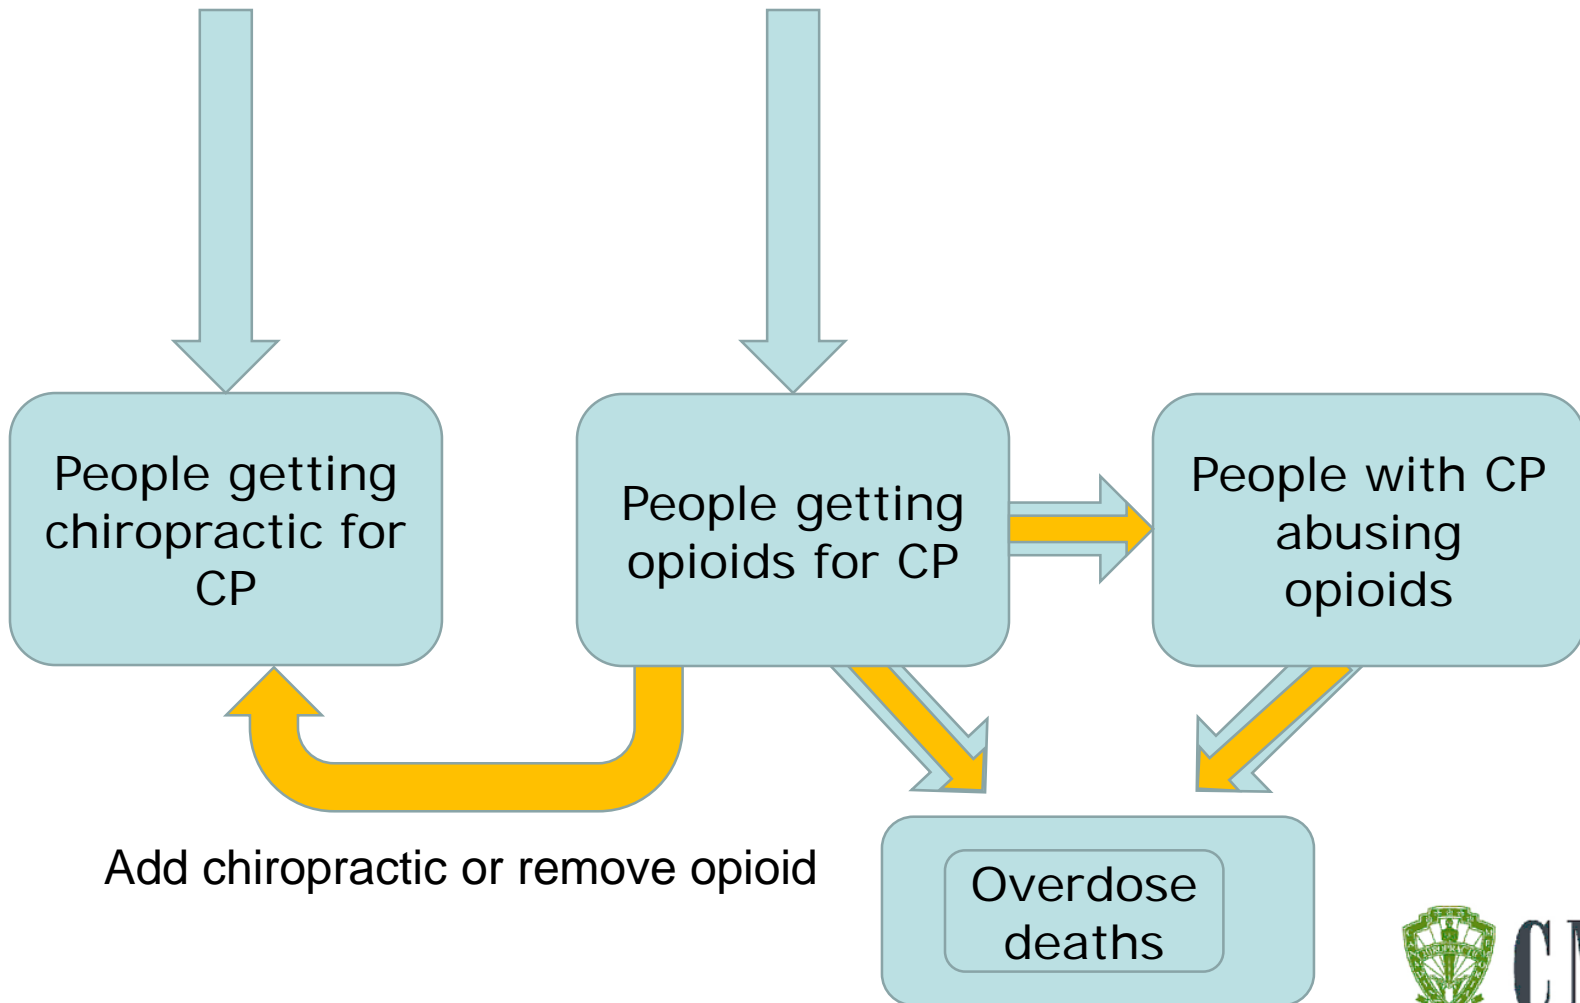 People getting
chiropractic for
CP
People getting
opioids for CP
People with CP
abusing
opioids
Add chiropractic or remove opioid
Overdose
deaths